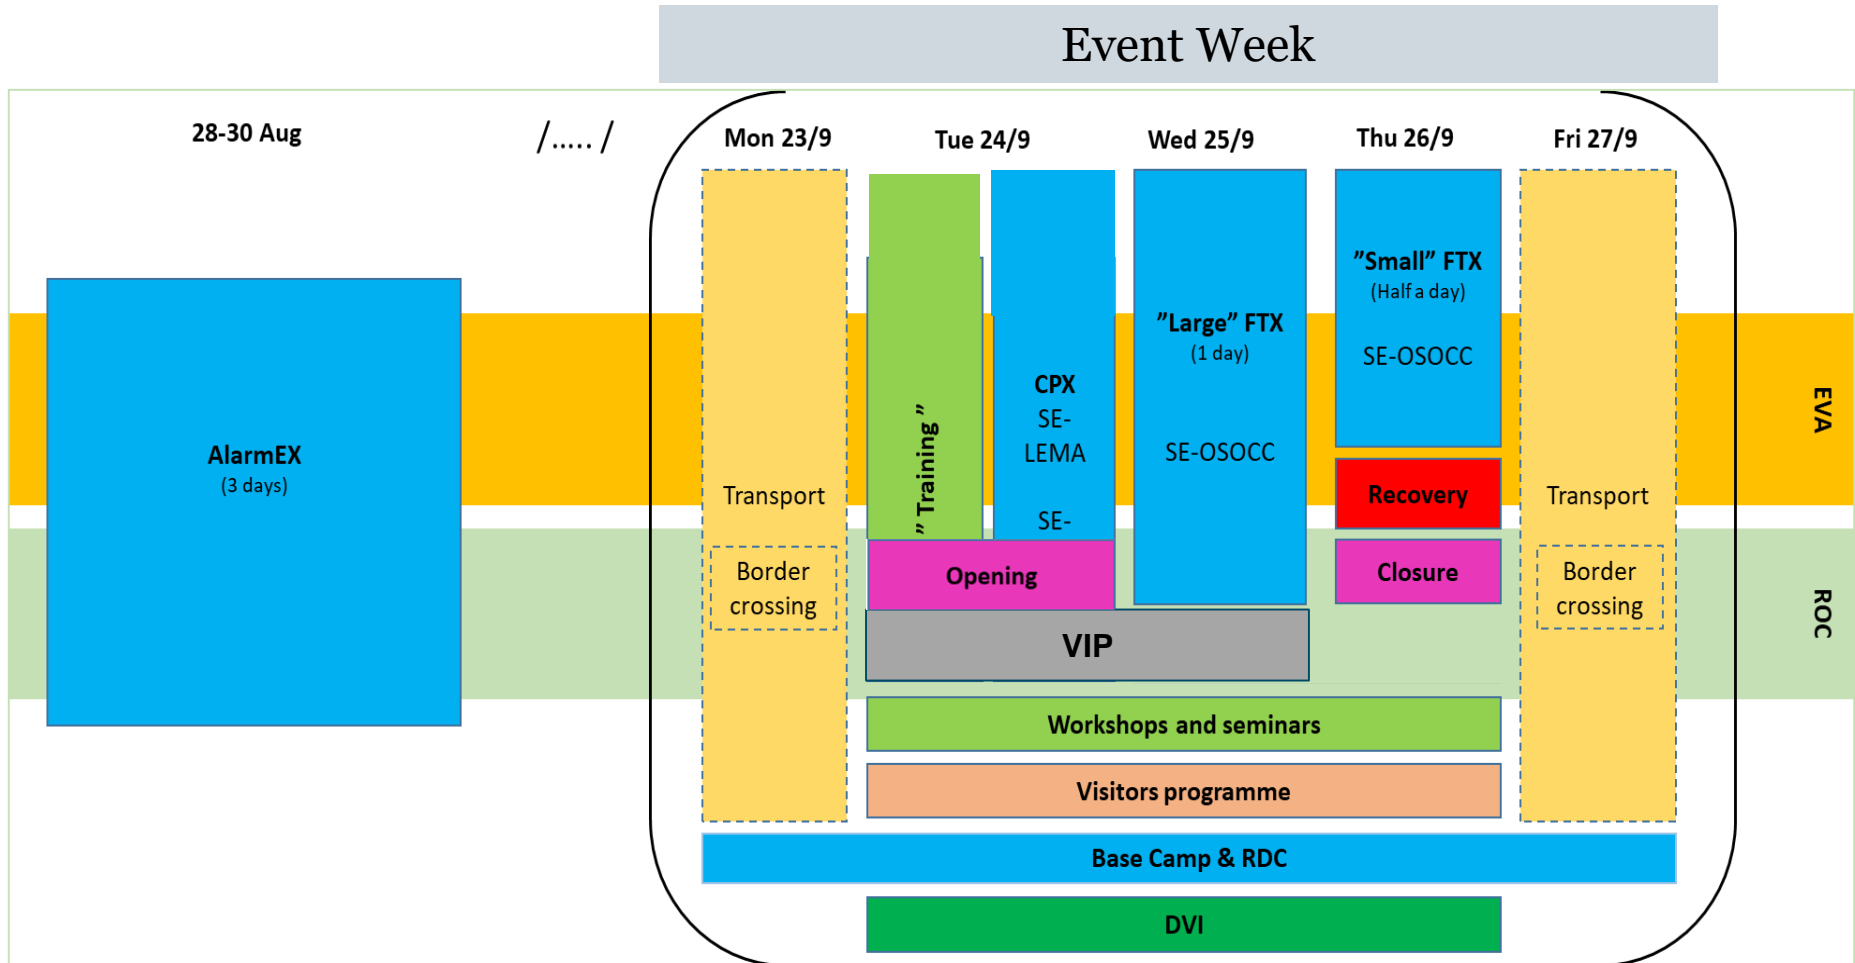 Event Week
28-30 Aug
/..... /
Mon 23/9
Tue 24/9
Wed 25/9
Thu 26/9
Fri 27/9
AlarmEX
(3 days)
Transport
Border
crossing
” Training ”
CPX
SE-
LEMA
SE-
”Large” FTX
(1 day)
SE-OSOCC
”Small” FTX
(Half a day)
SE-OSOCC
Recovery
Closure
Transport
Border
crossing
EVA
ROC
Opening
VIP
Workshops and seminars
Visitors programme
Base Camp & RDC
DVI